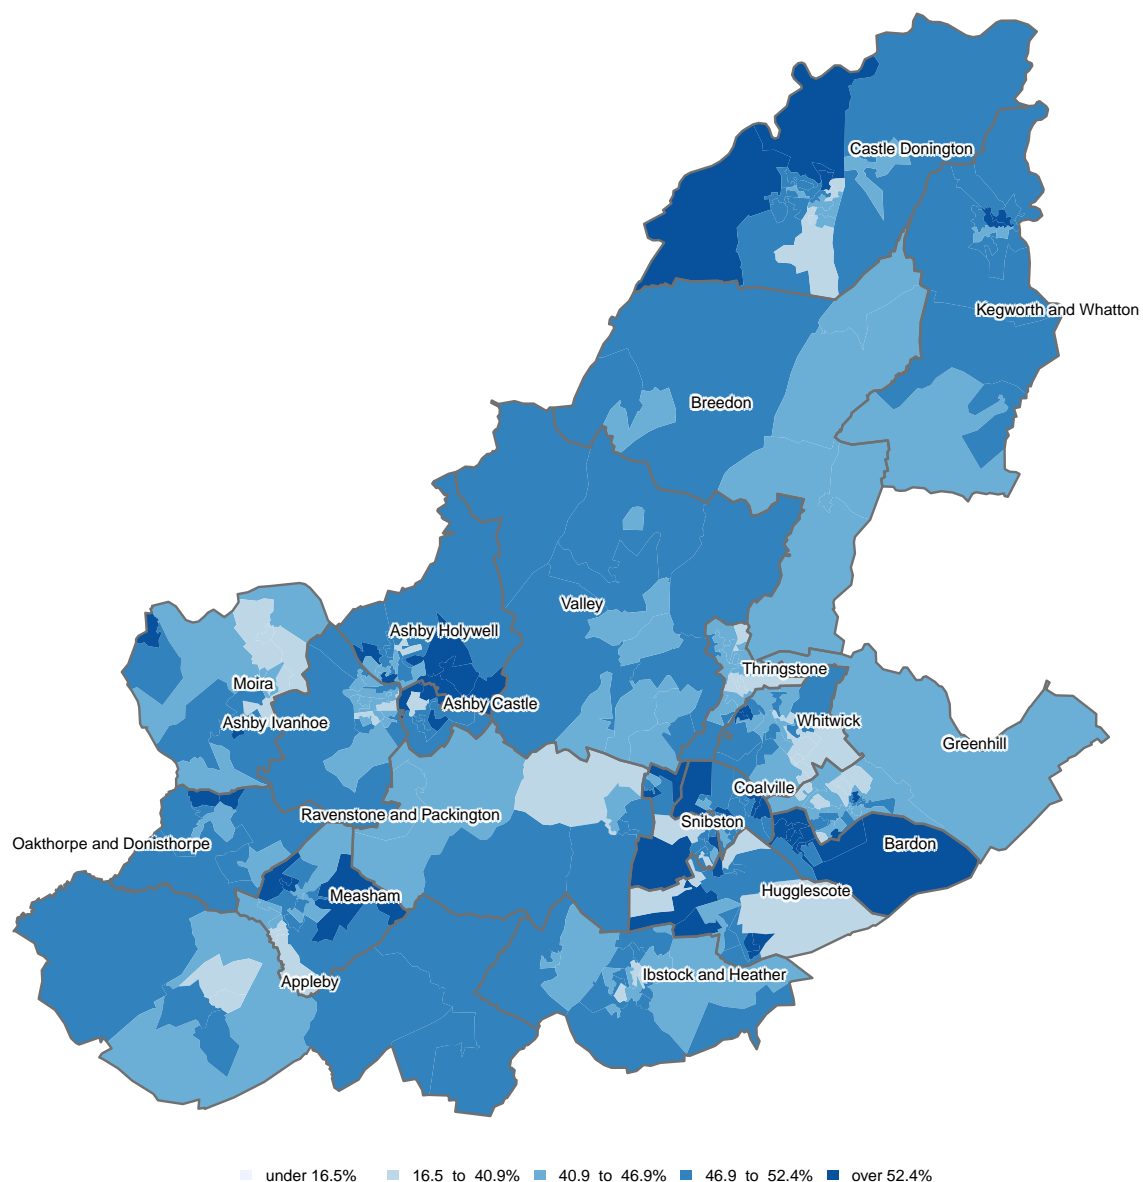 Castle Donington
Kegworth and Whatton
Breedon
Valley
Ashby Holywell
Thringstone
Moira
Ashby Castle
Ashby Ivanhoe
Whitwick
Greenhill
Coalville
Ravenstone and Packington
Snibston
Oakthorpe and Donisthorpe
Bardon
Hugglescote
Measham
Ibstock and Heather
Appleby
under 16.5% 16.5 to 40.9% 40.9 to 46.9% 46.9 to 52.4% over 52.4%